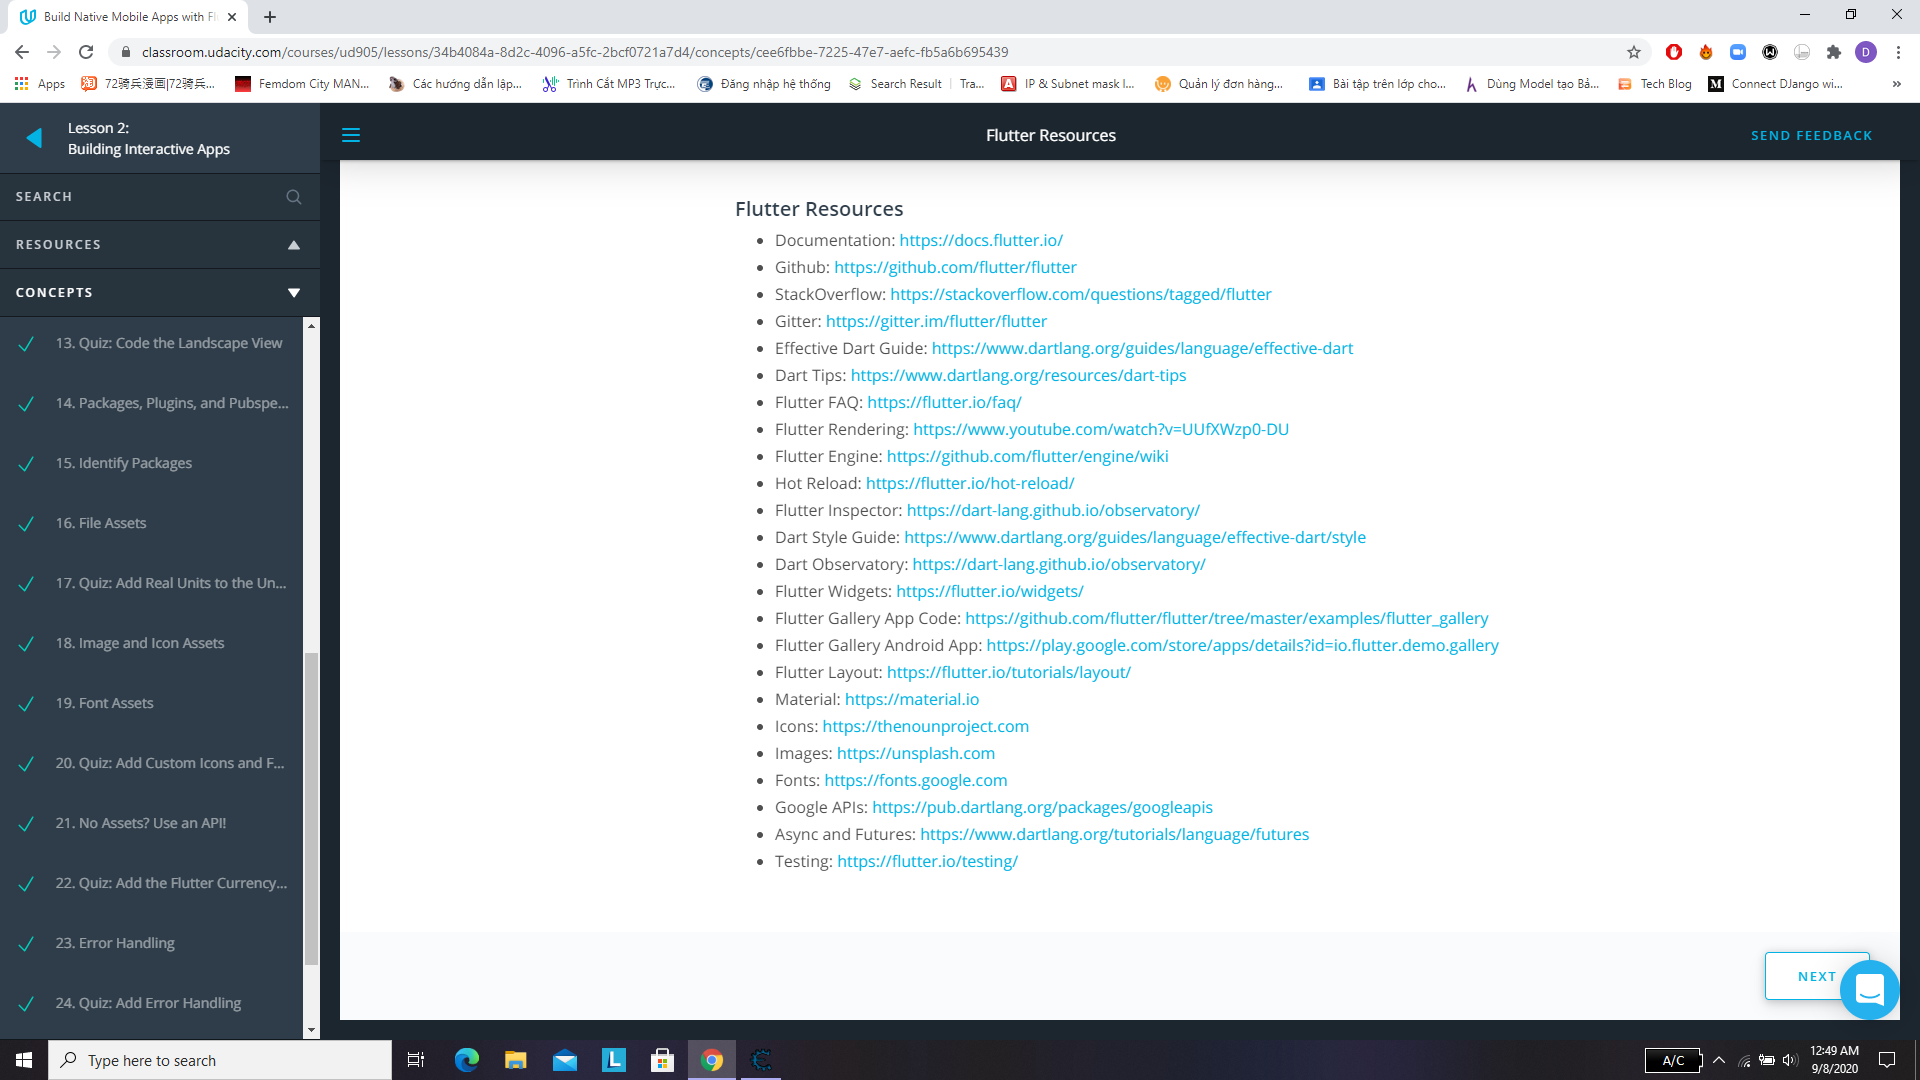 Build Native Mobile Apps with Fl
classroom.udacity.com/courses/ud905/lessons/34b4084a-8d2c-4096-a5fc-2bcf0721a7d4/concepts/cee6fbbe-7225-47e7-aefc-fb5a6b695439
D
Apps
72骑兵漫画|72骑兵...
Femdom City MAN...
Các hướng dẫn lập...
Trình Cắt MP3 Trực...
Đăng nhập hệ thống
Search Result | Tra...
IP & Subnet mask l...
Quản lý đơn hàng...
Bài tập trên lớp cho...
Dùng Model tạo Bả...
Tech Blog
Connect DJango wi...
Lesson 2:
Building Interactive Apps
Flutter Resources
SEND FEEDBACK
SEARCH
RESOURCES
CONCEPTS
13. Quiz: Code the Landscape View
14. Packages, Plugins, and Pubspe...
15. Identify Packages
16. File Assets
17. Quiz: Add Real Units to the Un...
18. Image and Icon Assets
19. Font Assets
20. Quiz: Add Custom Icons and F...
21. No Assets? Use an API!
22. Quiz: Add the Flutter Currency...
23. Error Handling
24. Quiz: Add Error Handling
Flutter Resources
Documentation: https://docs.flutter.io/
Github: https://github.com/flutter/flutter
StackOverflow: https://stackoverflow.com/questions/tagged/flutter
Gitter: https://gitter.im/flutter/flutter
Effective Dart Guide: https://www.dartlang.org/guides/language/effective-dart
Dart Tips: https://www.dartlang.org/resources/dart-tips
Flutter FAQ: https://flutter.io/faq/
Flutter Rendering: https://www.youtube.com/watch?v=UUfXWzp0-DU
Flutter Engine: https://github.com/flutter/engine/wiki
Hot Reload: https://flutter.io/hot-reload/
Flutter Inspector: https://dart-lang.github.io/observatory/
Dart Style Guide: https://www.dartlang.org/guides/language/effective-dart/style
Dart Observatory: https://dart-lang.github.io/observatory/
Flutter Widgets: https://flutter.io/widgets/
Flutter Gallery App Code: https://github.com/flutter/flutter/tree/master/examples/flutter_gallery
Flutter Gallery Android App: https://play.google.com/store/apps/details?id=io.flutter.demo.gallery
Flutter Layout: https://flutter.io/tutorials/layout/
Material: https://material.io
Icons: https://thenounproject.com
Images: https://unsplash.com
Fonts: https://fonts.google.com
Google APIs: https://pub.dartlang.org/packages/googleapis
Async and Futures: https://www.dartlang.org/tutorials/language/futures
Testing: https://flutter.io/testing/
NEXT
Type here to search
A/C
12:49 AM
9/8/2020